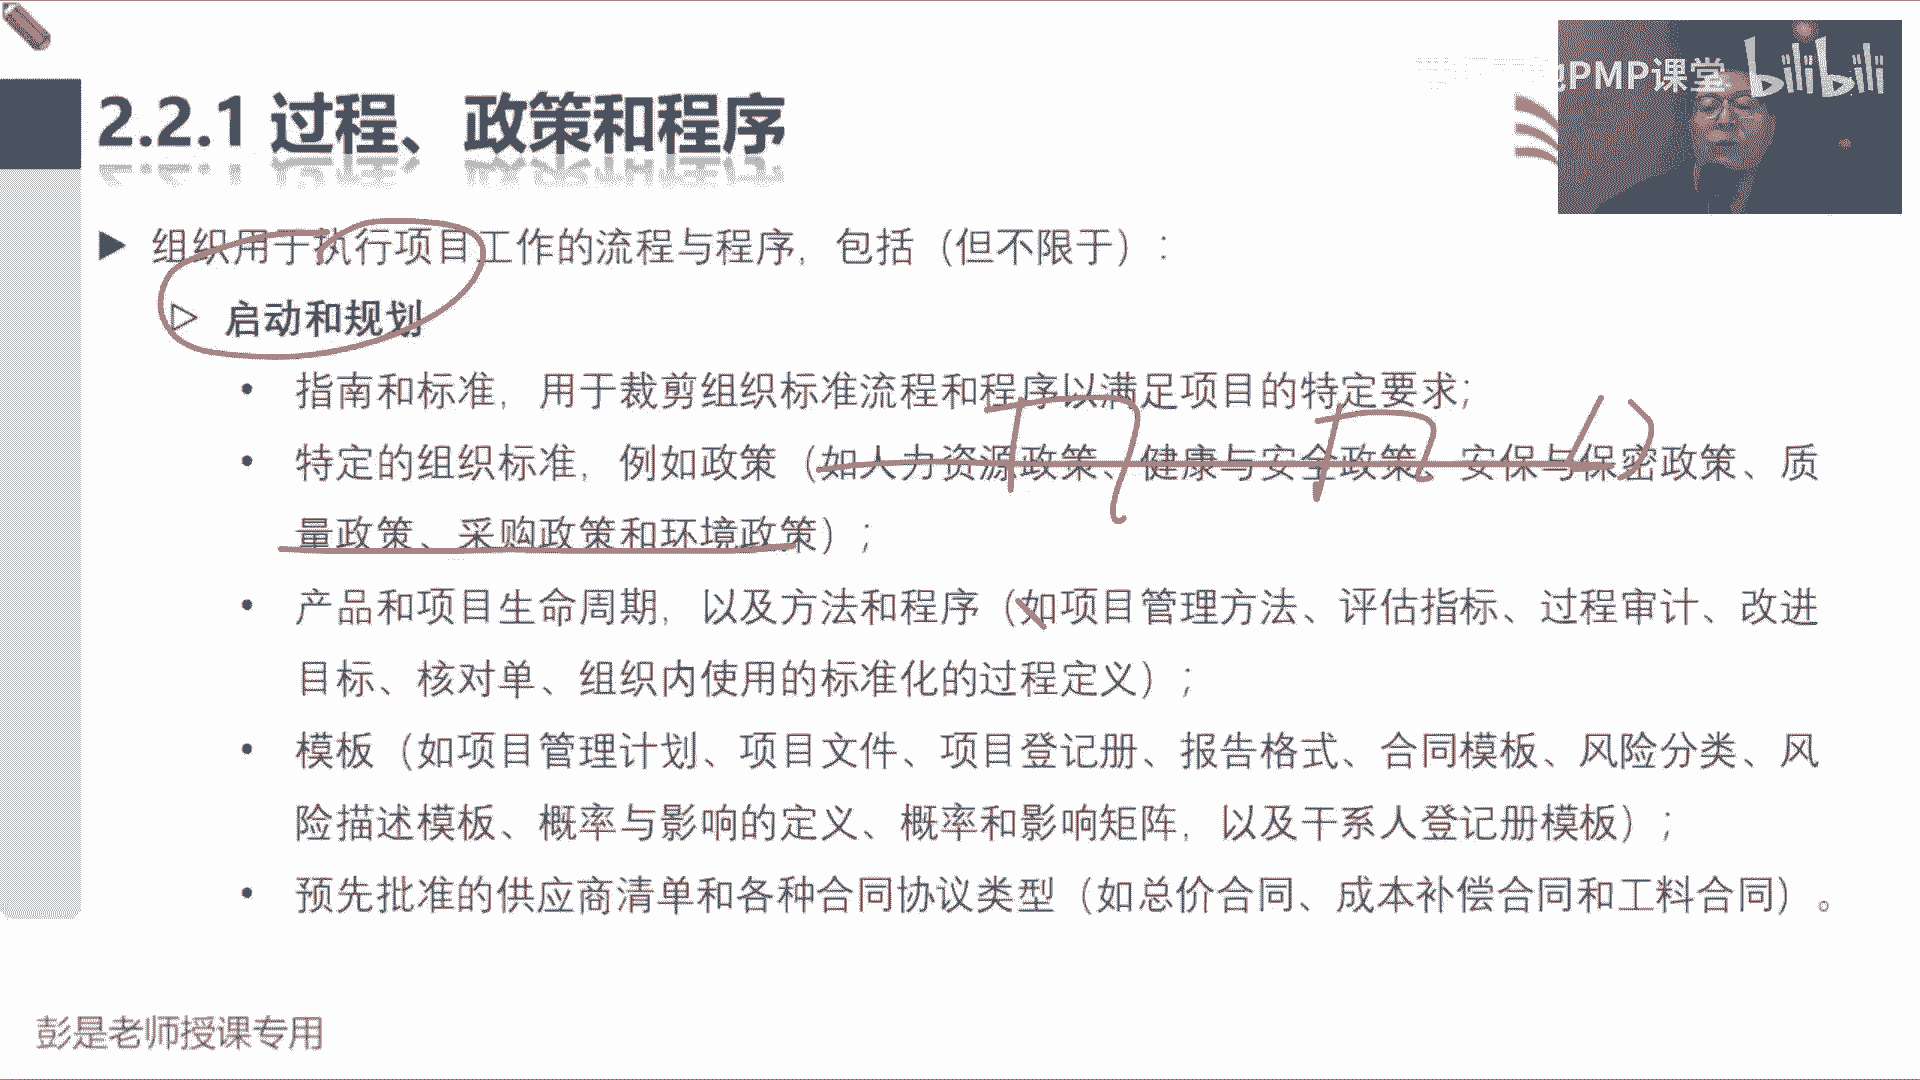 PMP课堂 bilibili
2.2.1 过程、政策和程序
组织用于执行项目工作的流程与程序，包括（但不限于）：
启动和规划
• 指南和标准，用于裁剪组织标准流程和程序以满足项目的特定要求；
• 特定的组织标准，例如政策（如人力资源政策、健康与安全政策、安保与保密政策、质
量政策、采购政策和环境政策）；
• 产品和项目生命周期，以及方法和程序（如项目管理方法、评估指标、过程审计、改进
目标、核对单、组织内使用的标准化的过程定义）；
• 模板（如项目管理计划、项目文件、项目登记册、报告格式、合同模板、风险分类、风
险描述模板、概率与影响的定义、概率和影响矩阵，以及干系人登记册模板）；
• 预先批准的供应商清单和各种合同协议类型（如总价合同、成本补偿合同和工料合同）。
彭是老师授课专用